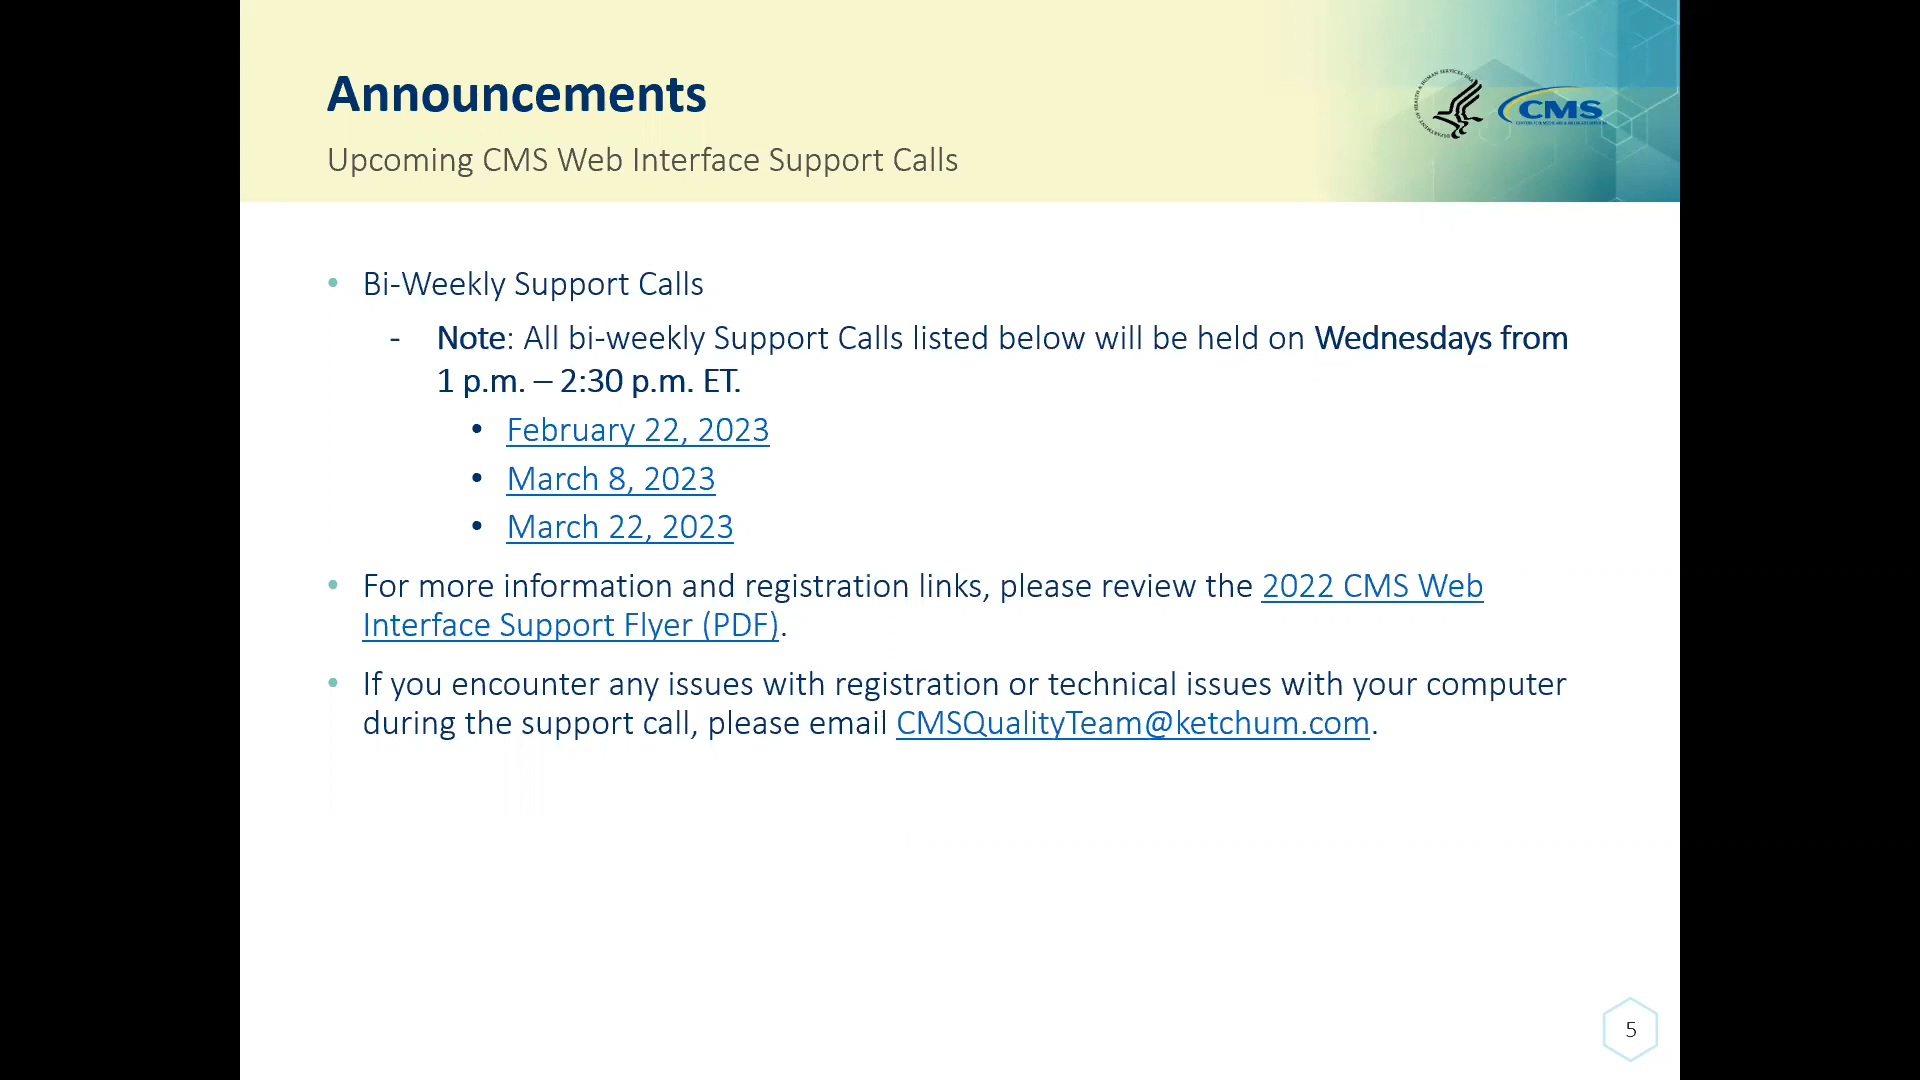 Announcements
Upcoming CMS Web Interface Support Calls
CMS
• Bi-Weekly Support Calls
- Note: All bi-weekly Support Calls listed below will be held on Wednesdays from
1 p.m. – 2:30 p.m. ET.
• February 22, 2023
• March 8, 2023
• March 22, 2023
• For more information and registration links, please review the 2022 CMS Web
Interface Support Flyer (PDF).
• If you encounter any issues with registration or technical issues with your computer
during the support call, please email CMSQualityTeam@ketchum.com.
5